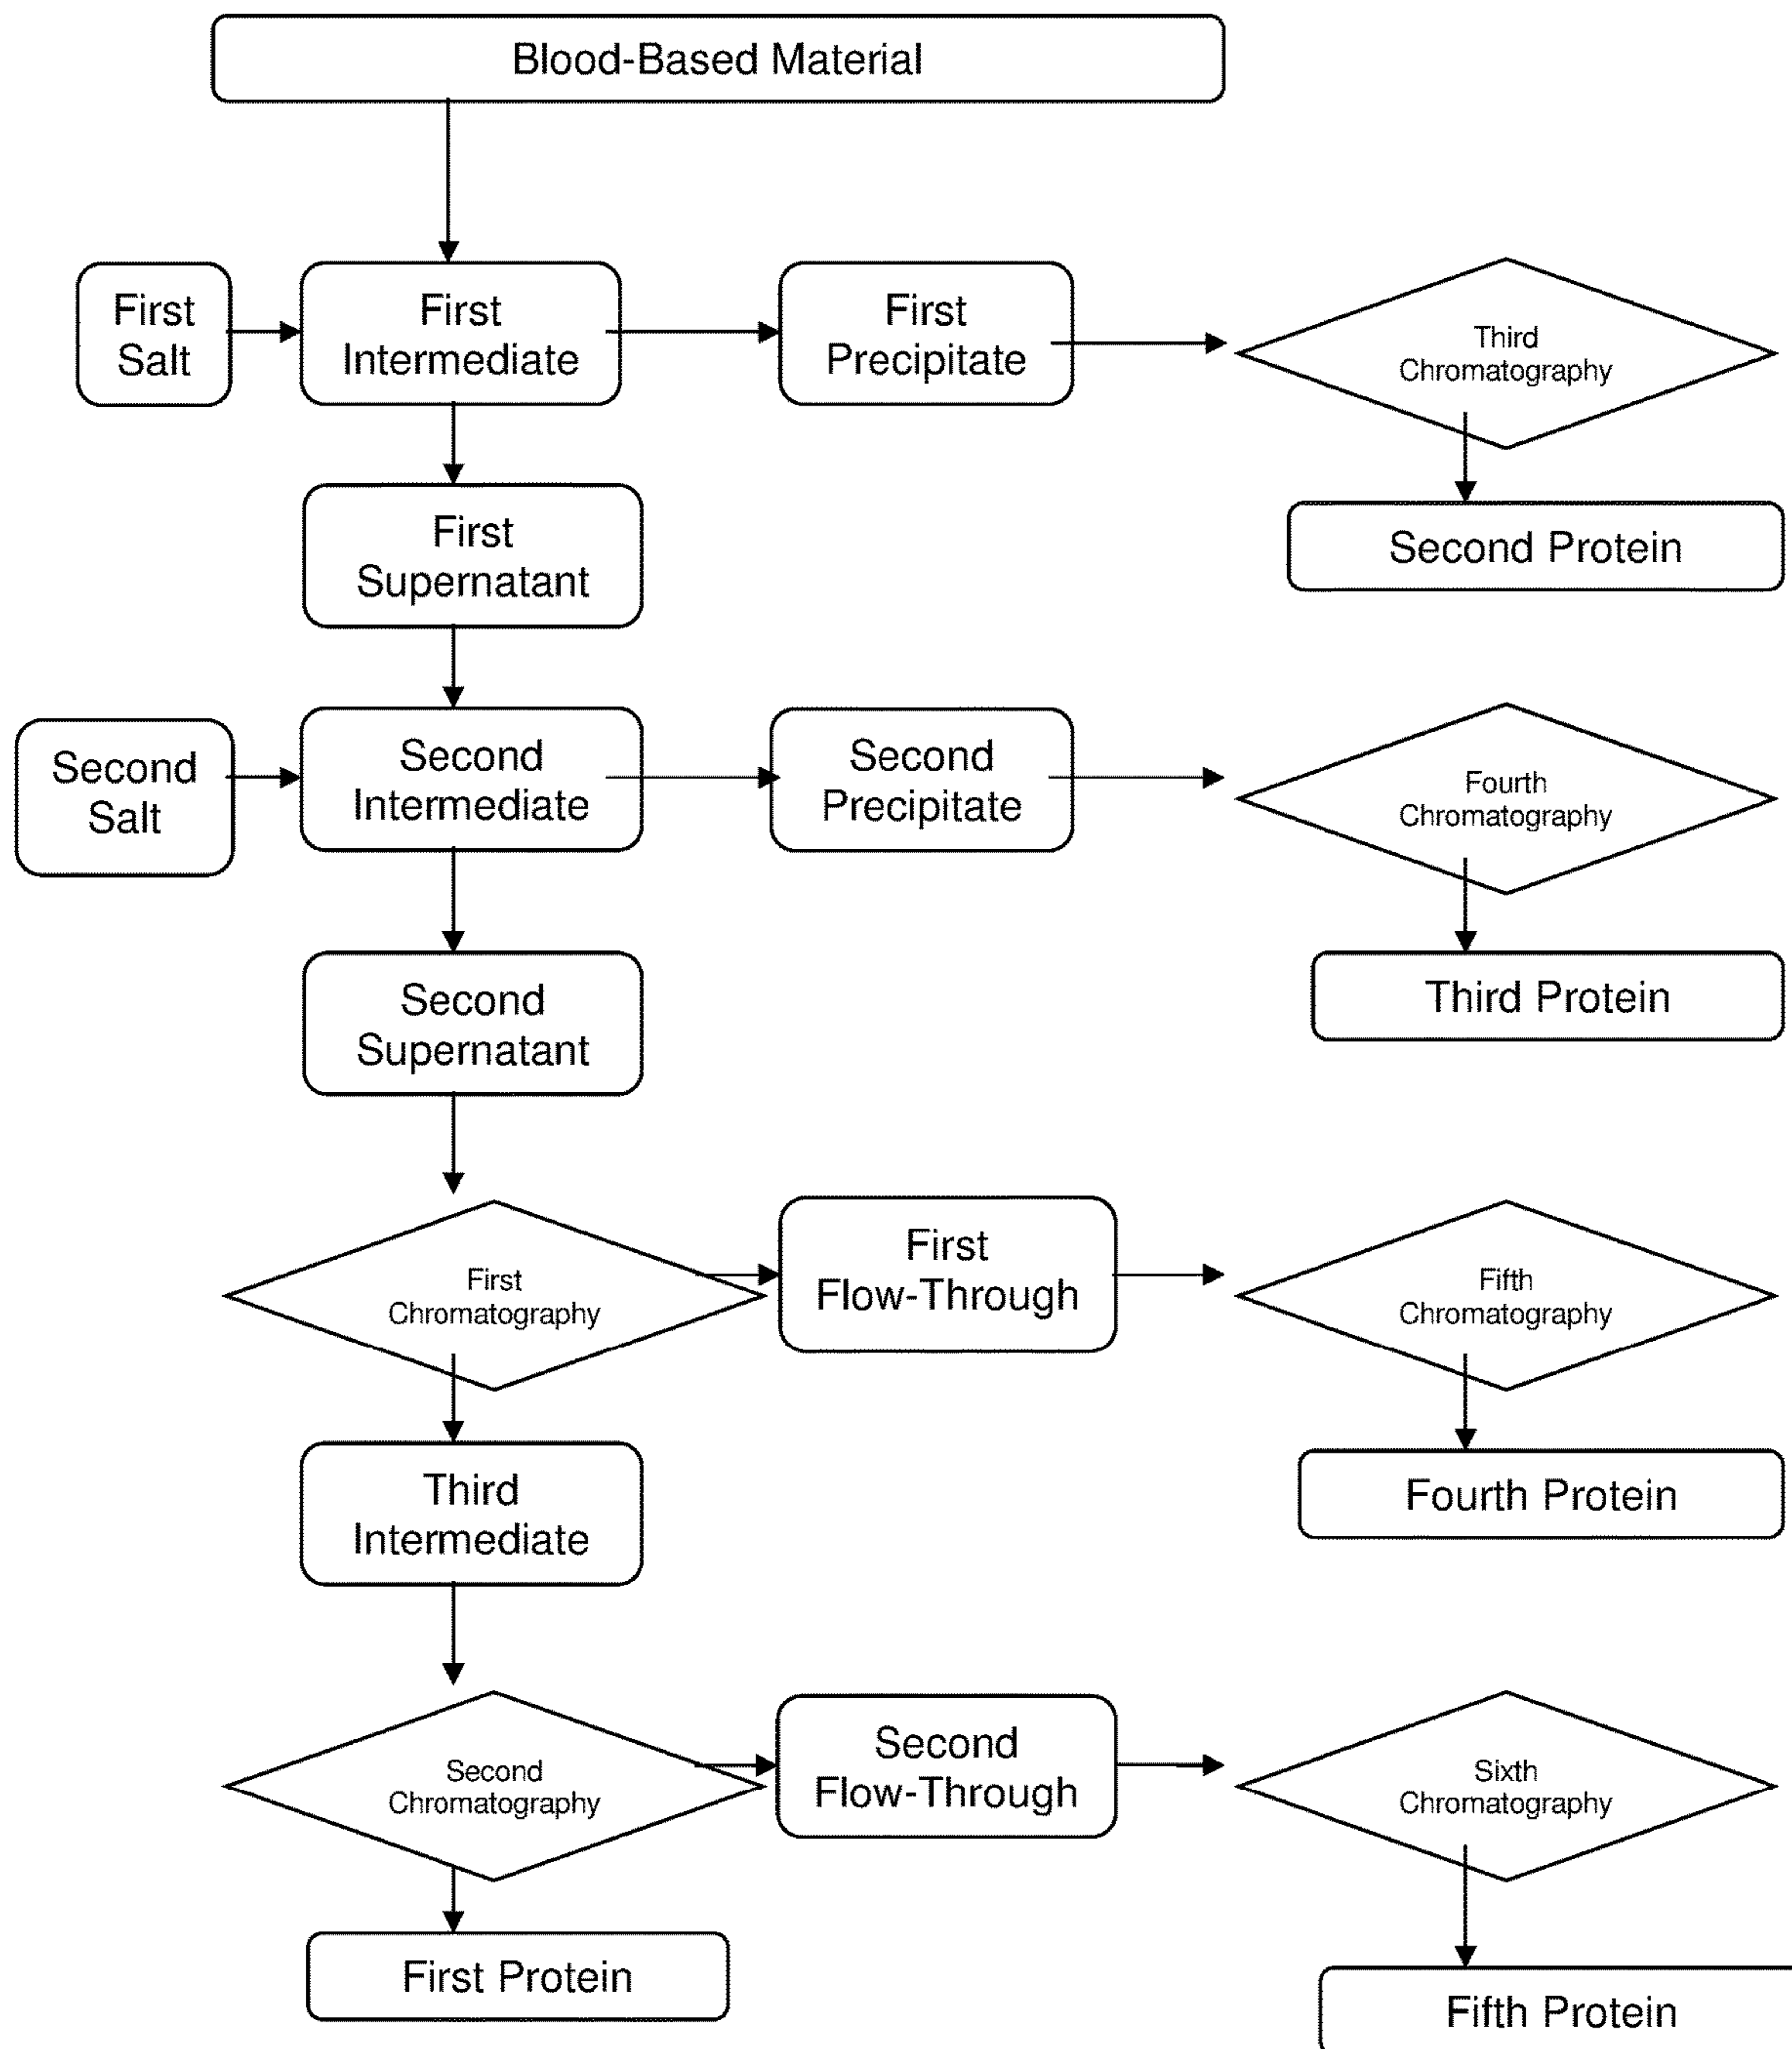 Blood-Based Material
First
Salt
First
Intermediate
First
Precipitate
Third
Chromatography
First
Supernatant
Second Protein
Second
Salt
Second
Intermediate
Second
Precipitate
Fourth
Chromatography
Second
Supernatant
Third Protein
First
Chromatography
First
Flow-Through
Fifth
Chromatography
Third
Intermediate
Fourth Protein
Second
Chromatography
Second
Flow-Through
Sixth
Chromatography
First Protein
Fifth Protein